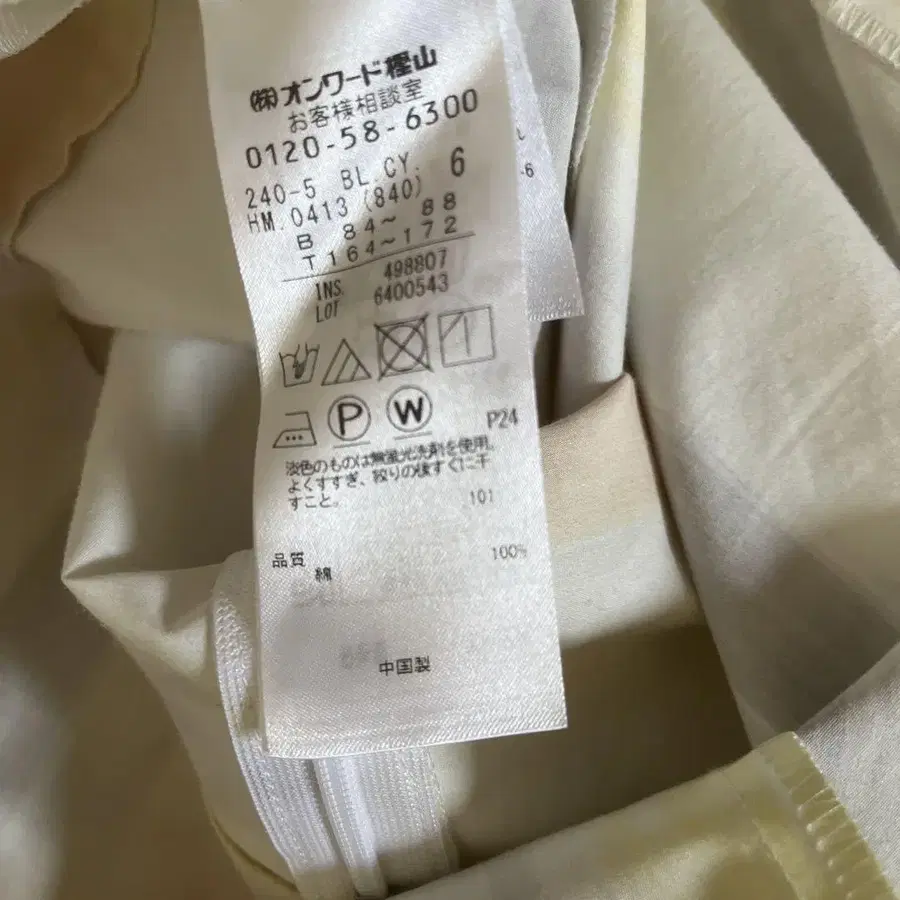 ㈱オンワード樫山
お客様相談室
0120-58-6300
240-5 BL.CY. 6
HM.0413 (840)
B 84~ 88
T164~172
INS. 498807
LOT 6400543
P W
P24
淡色のものは無蛍光洗剤を使用。
よくすすぎ、絞りの後すぐに干
すこと。
101
品質
綿 100%
中国製
-6